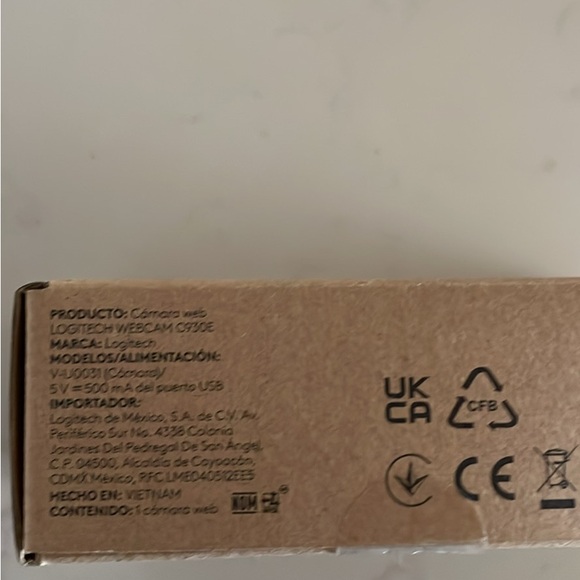 PRODUCTO: Cámara web
LOGITECH WEBCAM C930E
MARCA: Logitech
MODELOS/ALIMENTACIÓN:
V-U0031 (Cámara)/
5 V ⎓ 500 mA del puerto USB
IMPORTADOR:
Logitech de México, S.A. de C.V. Av.
Periférico Sur No. 4338 Colonia
Jardines Del Pedregal De San Ángel,
C.P. 04500, Alcaldía de Coyoacán,
CDMX México, RFC LME040512EE5
HECHO EN: VIETNAM
CONTENIDO: 1 cámara web
NOM
UK
CA
CFB
CE